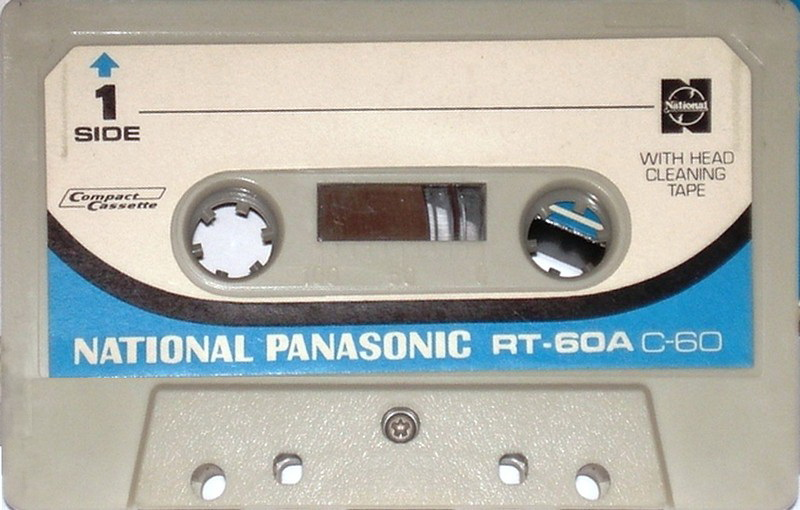 1
SIDE
National
WITH HEAD
CLEANING
TAPE
Compact
Cassette
NATIONAL PANASONIC RT-60A C-60